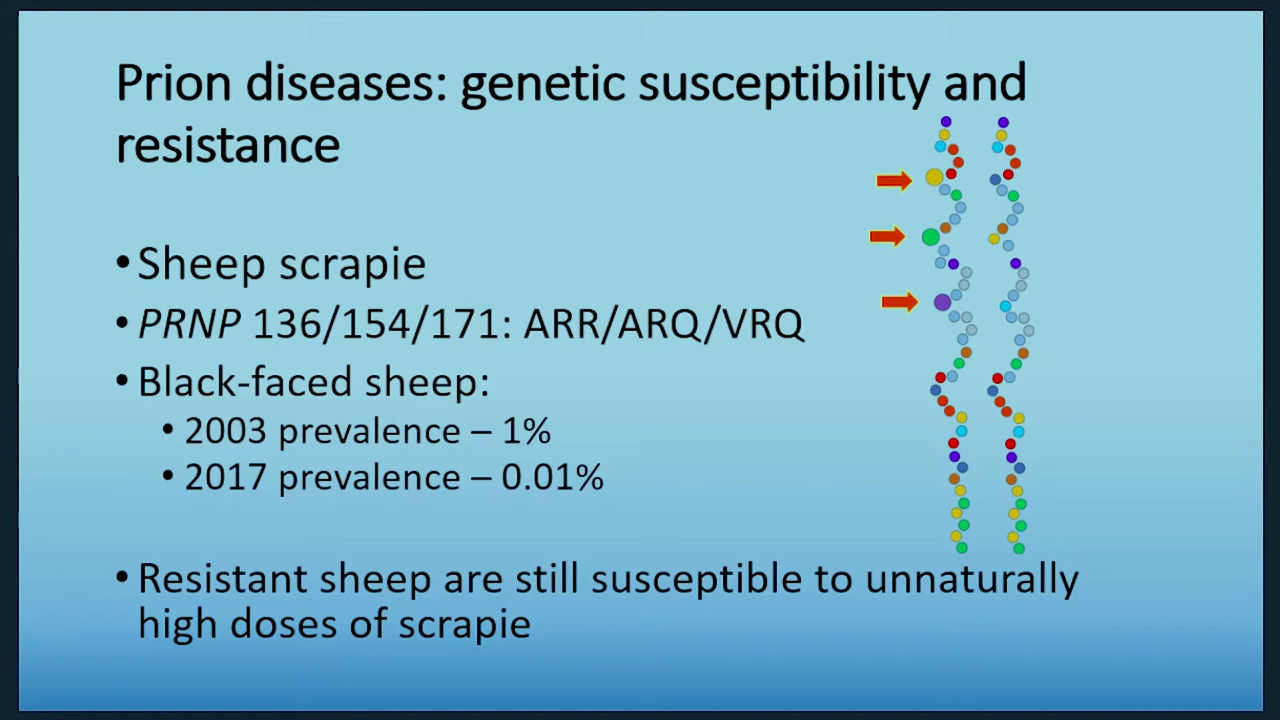 Prion diseases: genetic susceptibility and
resistance
•Sheep scrapie
•PRNP 136/154/171: ARR/ARQ/VRQ
•Black-faced sheep:
•2003 prevalence – 1%
•2017 prevalence – 0.01%
•Resistant sheep are still susceptible to unnaturally
high doses of scrapie